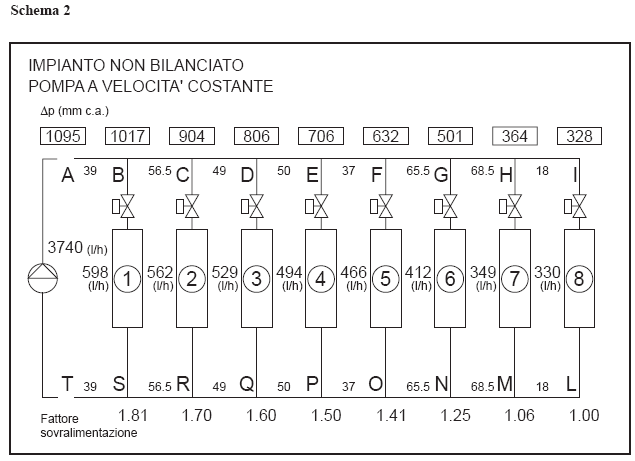 Schema 2
IMPIANTO NON BILANCIATO
POMPA A VELOCITA' COSTANTE
Δp (mm c.a.)
1095 1017 904 806 706 632 501 364 328
A 39 B 56.5 C 49 D 50 E 37 F 65.5 G 68.5 H 18 I
3740 (l/h)
598 1 562 2 529 3 494 4 466 5 412 6 349 7 330 8
(l/h) (l/h) (l/h) (l/h) (l/h) (l/h) (l/h) (l/h)
T 39 S 56.5 R 49 Q 50 P 37 O 65.5 N 68.5 M 18 L
Fattore 1.81 1.70 1.60 1.50 1.41 1.25 1.06 1.00
sovralimentazione